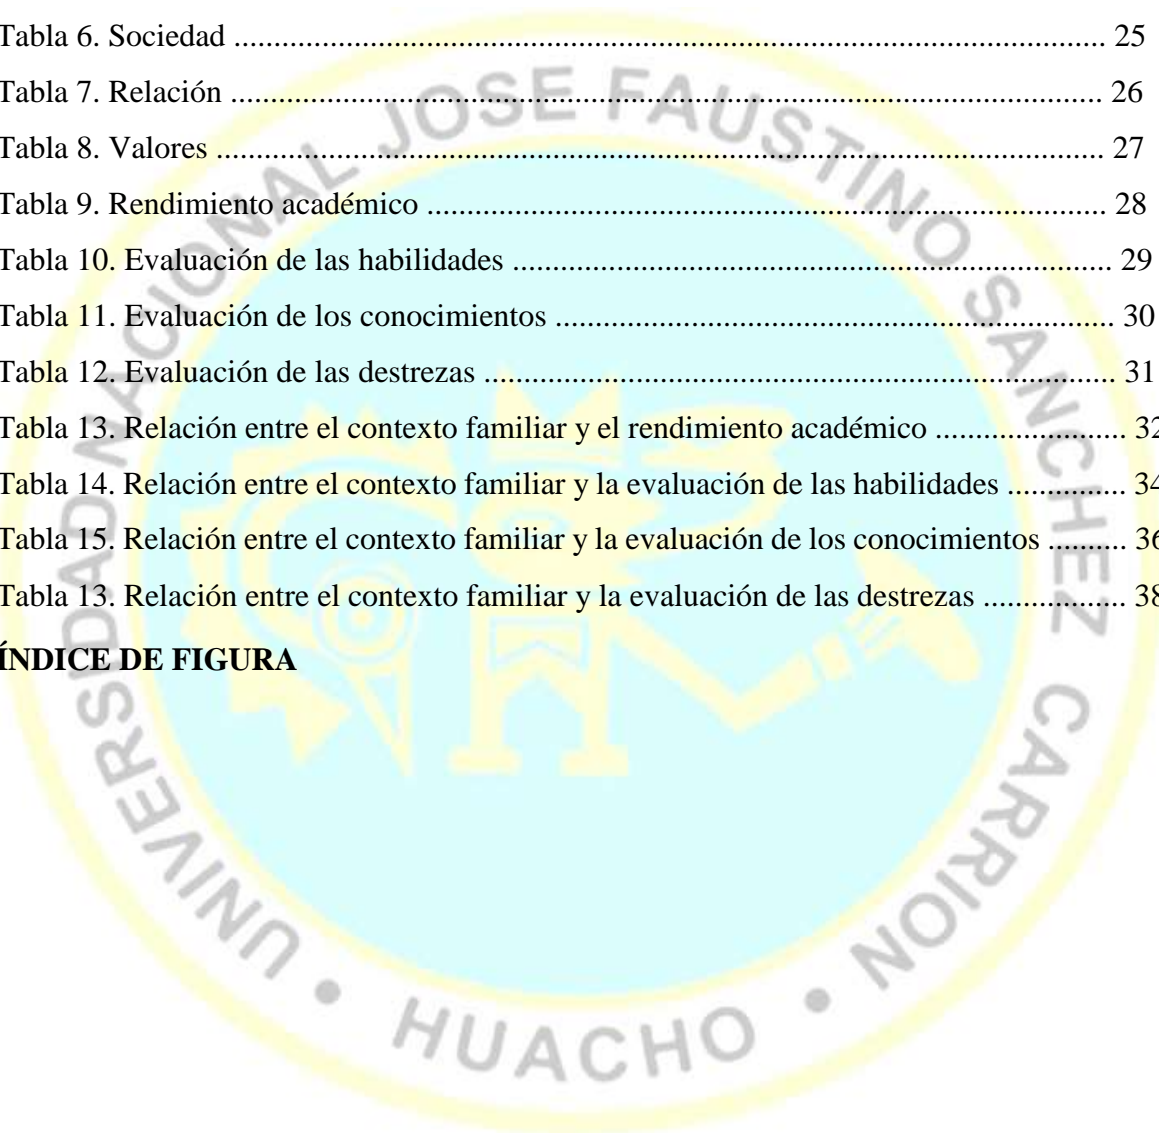 Tabla 6. Sociedad ............................................................................................................... 25
Tabla 7. Relación ............................................................................................................... 26
Tabla 8. Valores ................................................................................................................. 27
Tabla 9. Rendimiento académico ...................................................................................... 28
Tabla 10. Evaluación de las habilidades ............................................................................ 29
Tabla 11. Evaluación de los conocimientos ....................................................................... 30
Tabla 12. Evaluación de las destrezas ................................................................................ 31
Tabla 13. Relación entre el contexto familiar y el rendimiento académico ........................ 32
Tabla 14. Relación entre el contexto familiar y la evaluación de las habilidades ............... 34
Tabla 15. Relación entre el contexto familiar y la evaluación de los conocimientos .......... 36
Tabla 13. Relación entre el contexto familiar y la evaluación de las destrezas .................. 38
ÍNDICE DE FIGURA
UNIVERSIDAD NACIONAL JOSE FAUSTINO SANCHEZ CARRION • HUACHO •